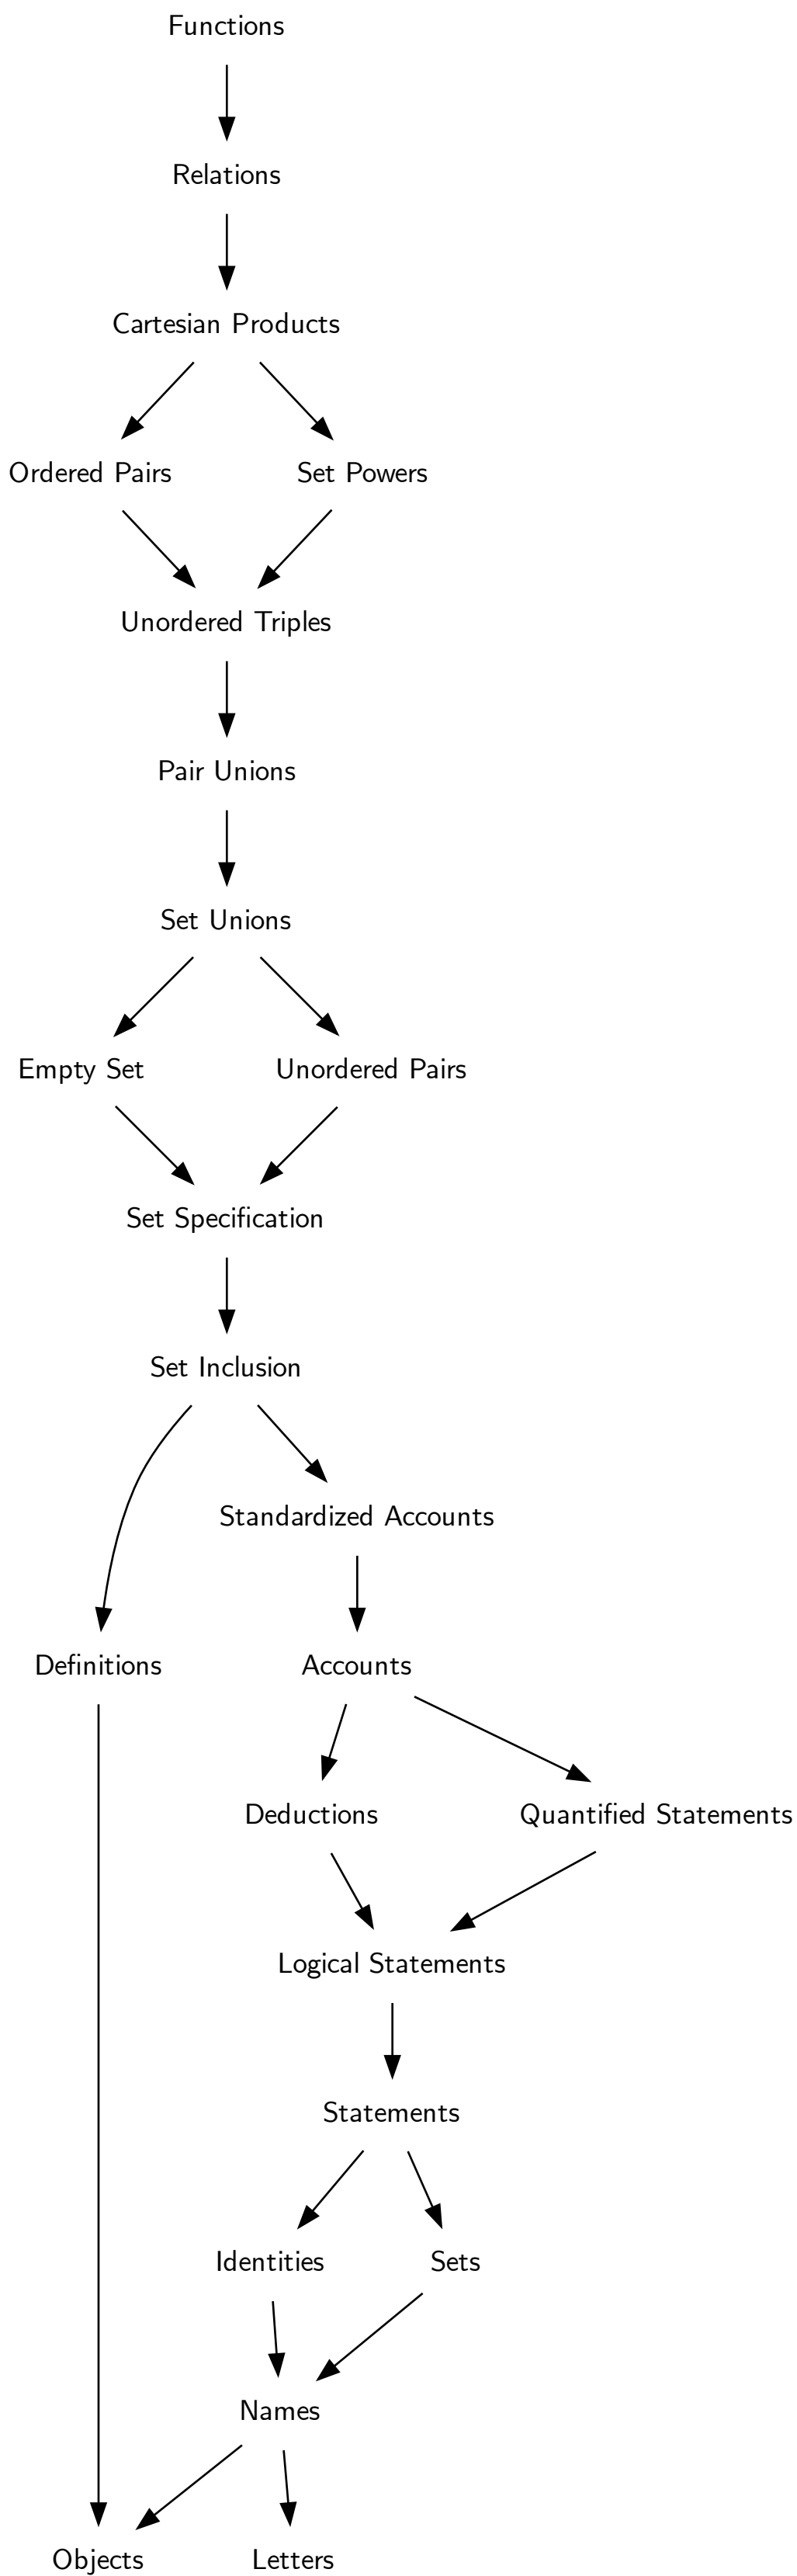 Functions
Relations
Cartesian Products
Ordered Pairs
Set Powers
Unordered Triples
Pair Unions
Set Unions
Empty Set
Unordered Pairs
Set Specification
Set Inclusion
Standardized Accounts
Definitions
Accounts
Deductions
Quantified Statements
Logical Statements
Statements
Identities
Sets
Names
Objects
Letters